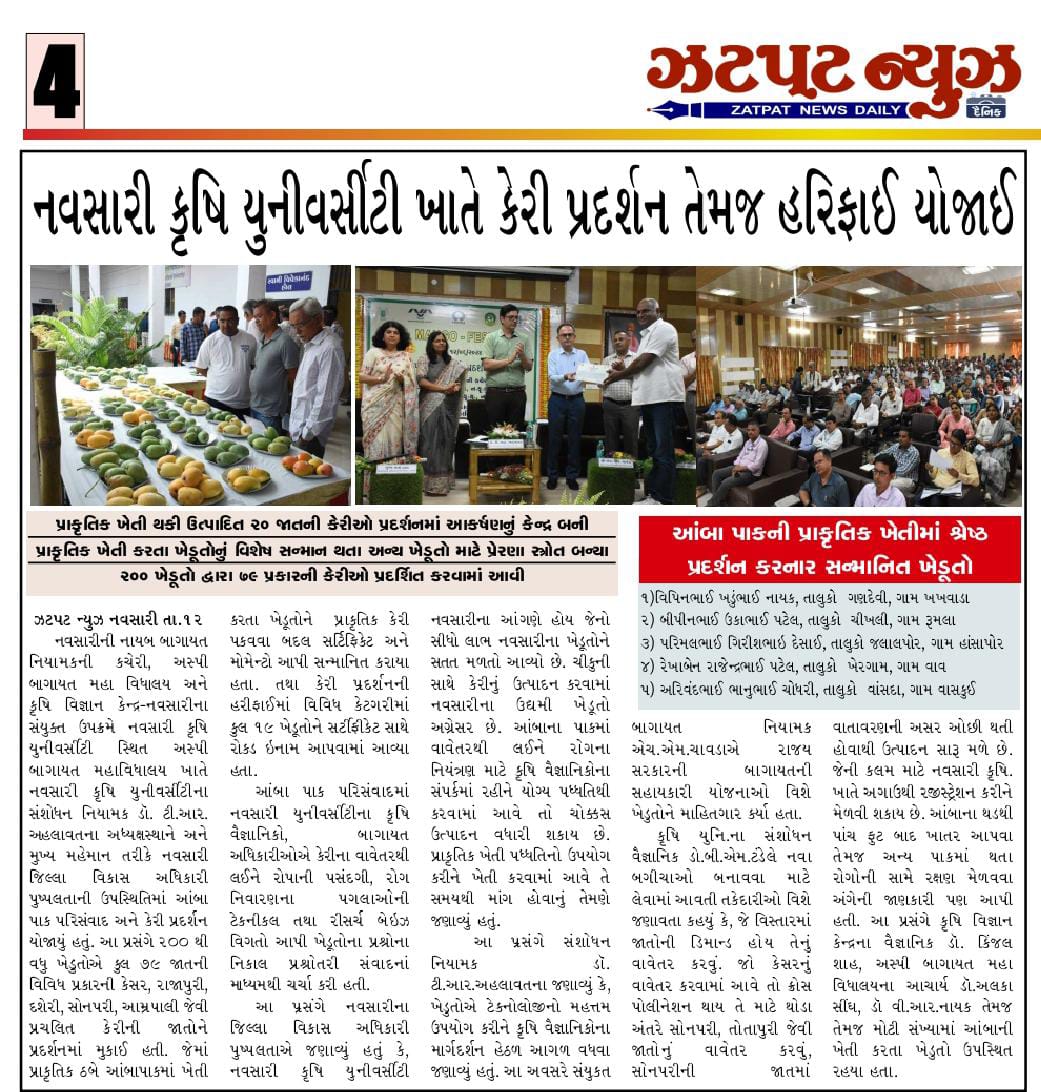 4
ઝટપટ ન્યુઝ
ZATPAT NEWS DAILY
દૈનિક
નવસારી કૃષિ યુનીવર્સીટી ખાતે કેરી પ્રદર્શન તેમજ હરિફાઈ યોજાઈ
સ્વામી વિવેકાનંદ
હોલ
MANGO - FEST
પ્રાકૃતિક ખેતી થકી ઉત્પાદિત ૨૦ જાતની કેરીઓ પ્રદર્શનમાં આકર્ષણનું કેન્દ્ર બની
પ્રાકૃતિક ખેતી કરતા ખેડૂતોનું વિશેષ સન્માન થતા અન્ય ખેડૂતો માટે પ્રેરણા સ્ત્રોત બન્યા
૨૦૦ ખેડૂતો દ્વારા ૭૯ પ્રકારની કેરીઓ પ્રદર્શિત કરવામાં આવી
આંબા પાકની પ્રાકૃતિક ખેતીમાં શ્રેષ્ઠ
પ્રદર્શન કરનાર સન્માનિત ખેડૂતો
૧)વિપિનભાઈ ખડુંભાઈ નાયક, તાલુકો ગણદેવી, ગામ ખખવાડા
૨) બીપીનભાઈ ઉકાભાઈ પટેલ, તાલુકો ચીખલી, ગામ રૂમલા
૩) પરિમલભાઈ ગિરીશભાઈ દેસાઈ, તાલુકો જલાલપોર, ગામ હાંસાપોર
૪) રેખાબેન રાજેન્દ્રભાઈ પટેલ, તાલુકો ખેરગામ, ગામ વાવ
૫) અરિવંદભાઈ ભાનુભાઈ ચૌધરી, તાલુકો વાંસદા, ગામ વાસકુઈ
ઝટપટ ન્યુઝ નવસારી તા.૧૨
નવસારીની નાયબ બાગાયત
નિયામકની કચેરી, અસ્પી
બાગાયત મહા વિધાલય અને
કૃષિ વિજ્ઞાન કેન્દ્ર-નવસારીના
સંયુક્ત ઉપક્રમે નવસારી કૃષિ
યુનીવર્સીટી સ્થિત અસ્પી
બાગાયત મહાવિધાલય ખાતે
નવસારી કૃષિ યુનીવર્સીટીના
સંશોધન નિયામક ડૉ. ટી.આર.
અહલાવતના અધ્યક્ષસ્થાને અને
મુખ્ય મહેમાન તરીકે નવસારી
જિલ્લા વિકાસ અધિકારી
પુષ્પલતાની ઉપસ્થિતિમાં આંબા
પાક પરિસંવાદ અને કેરી પ્રદર્શન
યોજાયું હતું. આ પ્રસંગે ૨૦૦ થી
વધુ ખેડૂતોએ કુલ ૭૯ જાતની
વિવિધ પ્રકારની કેસર, રાજાપુરી,
દશેરી, સોનપરી, આમ્રપાલી જેવી
પ્રચલિત કેરીની જાતોને
પ્રદર્શનમાં મુકાઈ હતી. જેમાં
પ્રાકૃતિક ઠબે આંબાપાકમાં ખેતી
કરતા ખેડૂતોને પ્રાકૃતિક કેરી
પકવવા બદલ સર્ટિફિકેટ અને
મોમેન્ટો આપી સન્માનિત કરાયા
હતા. તથા કેરી પ્રદર્શનની
હરીફાઈમાં વિવિધ કેટગરીમાં
કુલ ૧૯ ખેડૂતોને સર્ટીફીકેટ સાથે
રોકડ ઇનામ આપવામાં આવ્યા
હતા.
આંબા પાક પરિસંવાદમાં
નવસારી યુનીવર્સીટીના કૃષિ
વૈજ્ઞાનિકો, બાગાયત
અધિકારીઓએ કેરીના વાવેતરથી
લઈને રોપાની પસંદગી, રોગ
નિવારણના પગલાઓની
ટેકનીકલ તથા રીસર્ચ બેઈઝ
વિગતો આપી ખેડૂતોના પ્રશ્નોના
નિકાલ પ્રશ્નોતરી સંવાદનાં
માધ્યમથી ચર્ચા કરી હતી.
આ પ્રસંગે નવસારીના
જિલ્લા વિકાસ અધિકારી
પુષ્પલતાએ જણાવ્યું હતું કે,
નવસારી કૃષિ યુનીવર્સીટી
નવસારીના આંગણે હોય જેનો
સીધો લાભ નવસારીના ખેડૂતોને
સતત મળતો આવ્યો છે. ચીકુની
સાથે કેરીનું ઉત્પાદન કરવામાં
નવસારીના ઉદ્યમી ખેડૂતો
અગ્રેસર છે. આંબાના પાકમાં
વાવેતરથી લઈને રોગના
નિયંત્રણ માટે કૃષિ વૈજ્ઞાનિકોના
સંપર્કમાં રહીને યોગ્ય પધ્ધતિથી
કરવામાં આવે તો ચોક્કસ
ઉત્પાદન વધારી શકાય છે.
પ્રાકૃતિક ખેતી પધ્ધતિનો ઉપયોગ
કરીને ખેતી કરવામાં આવે તે
સમયથી માંગ હોવાનું તેમણે
જણાવ્યું હતું.
આ પ્રસંગે સંશોધન
નિયામક ડૉ
ટી.આર.અહલાવતના જણાવ્યું કે,
ખેડુતોએ ટેક્નોલોજીનો મહત્તમ
ઉપયોગ કરીને કૃષિ વૈજ્ઞાનિકોના
માર્ગદર્શન હેઠળ આગળ વધવા
જણાવ્યું હતું. આ અવસરે સંયુક્ત
બાગાયત નિયામક
એચ.એમ.ચાવડાએ રાજય
સરકારની બાગાયતની
સહાયકારી યોજનાઓ વિશે
ખેડુતોને માહિતગાર કર્યા હતા.
કૃષિ યુનિ.ના સંશોધન
વૈજ્ઞાનિક ડો.બી.એમ.ટંડેલે નવા
બગીચાઓ બનાવવા માટે
લેવામાં આવતી તકેદારીઓ વિશે
જણાવતા કહયું કે, જે વિસ્તારમાં
જાતોની ડિમાન્ડ હોય તેનું
વાવેતર કરવું. જો કેસરનું
વાવેતર કરવામાં આવે તો ક્રોસ
પોલીનેશન થાય તે માટે થોડા
અંતરે સોનપરી, તોતાપુરી જેવી
જાતોનું વાવેતર કરવું,
સોનપરીની જાતમાં
વાતાવરણની અસર ઓછી થતી
હોવાથી ઉત્પાદન સારૂ મળે છે.
જેની કલમ માટે નવસારી કૃષિ.
ખાતે અગાઉથી રજીસ્ટ્રેશન કરીને
મેળવી શકાય છે. આંબાના થડથી
પાંચ ફુટ બાદ ખાતર આપવા
તેમજ અન્ય પાકમાં થતા
રોગોની સામે રક્ષણ મેળવવા
અંગેની જાણકારી પણ આપી
હતી. આ પ્રસંગે કૃષિ વિજ્ઞાન
કેન્દ્રના વૈજ્ઞાનિક ડૉ. કિંજલ
શાહ, અસ્પી બાગાયત મહા
વિધાલયના આચાર્ય ડૉ.અલકા
સીંઘ, ડૉ વી.આર.નાયક તેમજ
તેમજ મોટી સંખ્યામાં આંબાની
ખેતી કરતા ખેડુતો ઉપસ્થિત
રહયા હતા.